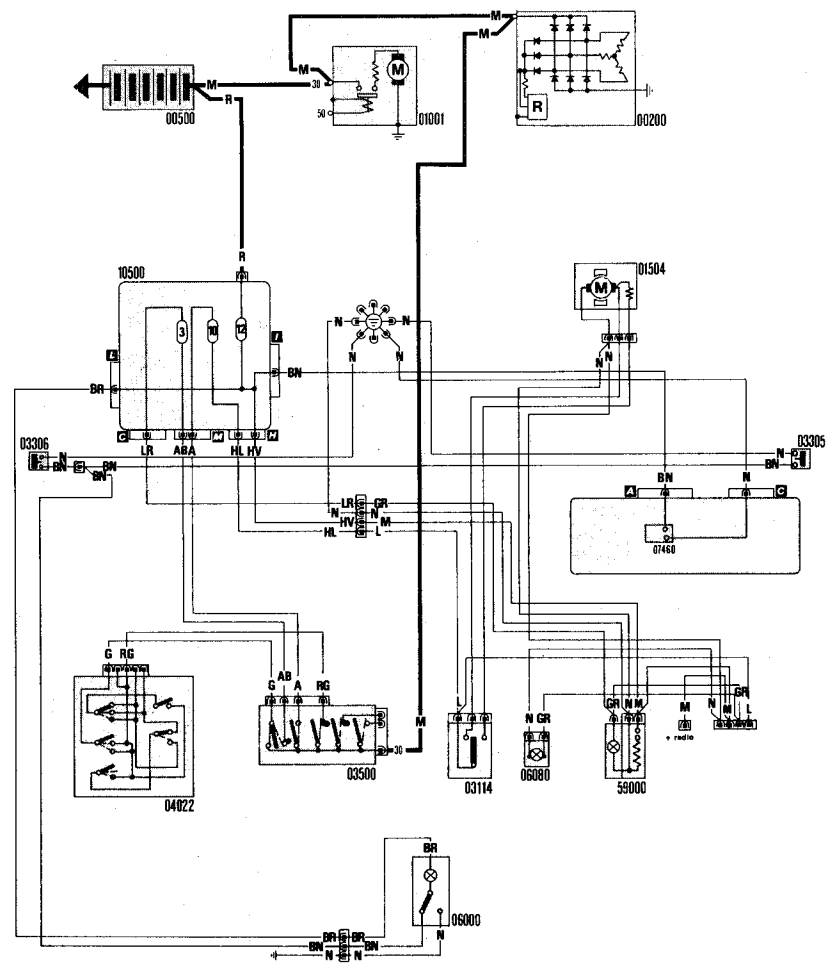 M
M
M
M
30
M
50
R
00500
01001
R
00200
R
10500
01504
M
3
10
12
N
N
N
N
N
N
BR
BN
C
M
H
LR
AB
A
HL
HV
03306
N
BN
BN
BN
03305
N
BN
BN
N
A
C
LR
GR
N
N
HV
M
HL
L
07460
G
RG
G
AB
A
RG
M
30
03500
04022
L
03114
N
GR
06080
GR
N
M
59000
M
+ radio
N
M
GR
L
BR
06000
N
BR
BR
BN
BN
N
N